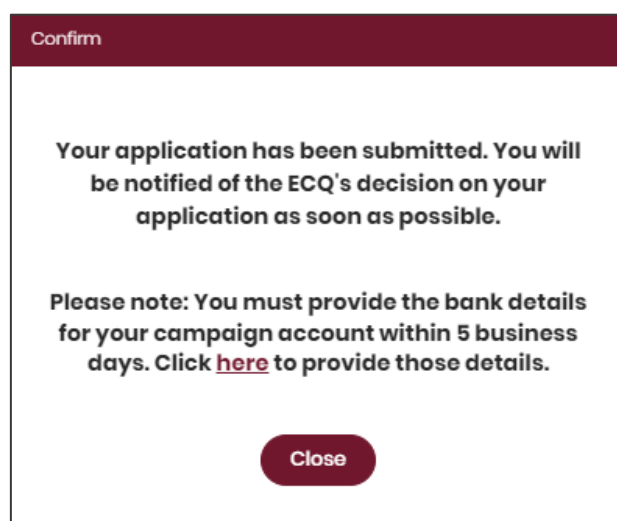 Confirm
Your application has been submitted. You will
be notified of the ECQ's decision on your
application as soon as possible.
Please note: You must provide the bank details
for your campaign account within 5 business
days. Click here to provide those details.
Close